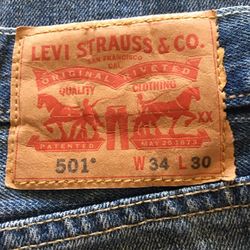 LEVI STRAUSS & CO.
SAN FRANCISCO
CAL.
ORIGINAL RIVETED
QUALITY CLOTHING
XX
PATENTED MAY 20 1873
501® W 34 L 30